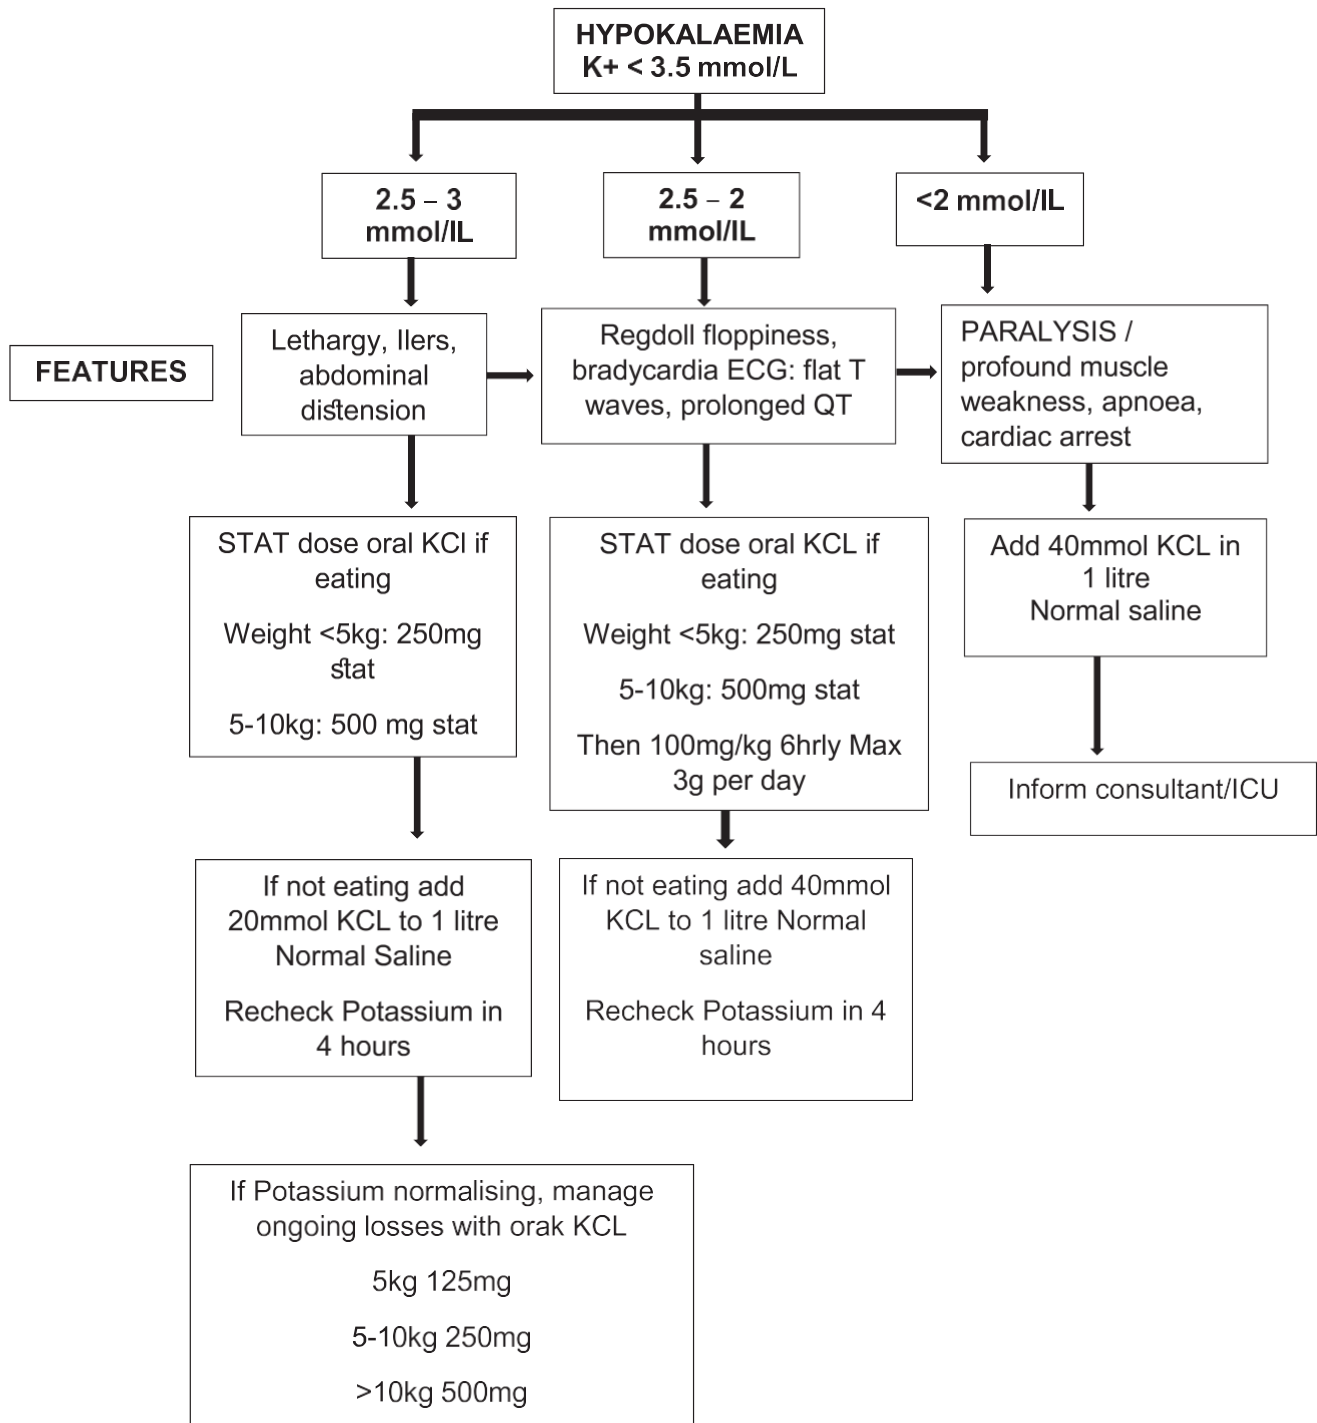 HYPOKALAEMIA
K+ < 3.5 mmol/L
2.5 – 3
mmol/IL
2.5 – 2
mmol/IL
<2 mmol/IL
FEATURES
Lethargy, Ilers,
abdominal
distension
Regdoll floppiness,
bradycardia ECG: flat T
waves, prolonged QT
PARALYSIS /
profound muscle
weakness, apnoea,
cardiac arrest
STAT dose oral KCl if
eating
Weight <5kg: 250mg
stat
5-10kg: 500 mg stat
STAT dose oral KCL if
eating
Weight <5kg: 250mg stat
5-10kg: 500mg stat
Then 100mg/kg 6hrly Max
3g per day
Add 40mmol KCL in
1 litre
Normal saline
Inform consultant/ICU
If not eating add
20mmol KCL to 1 litre
Normal Saline
Recheck Potassium in
4 hours
If not eating add 40mmol
KCL to 1 litre Normal
saline
Recheck Potassium in 4
hours
If Potassium normalising, manage
ongoing losses with orak KCL
5kg 125mg
5-10kg 250mg
>10kg 500mg